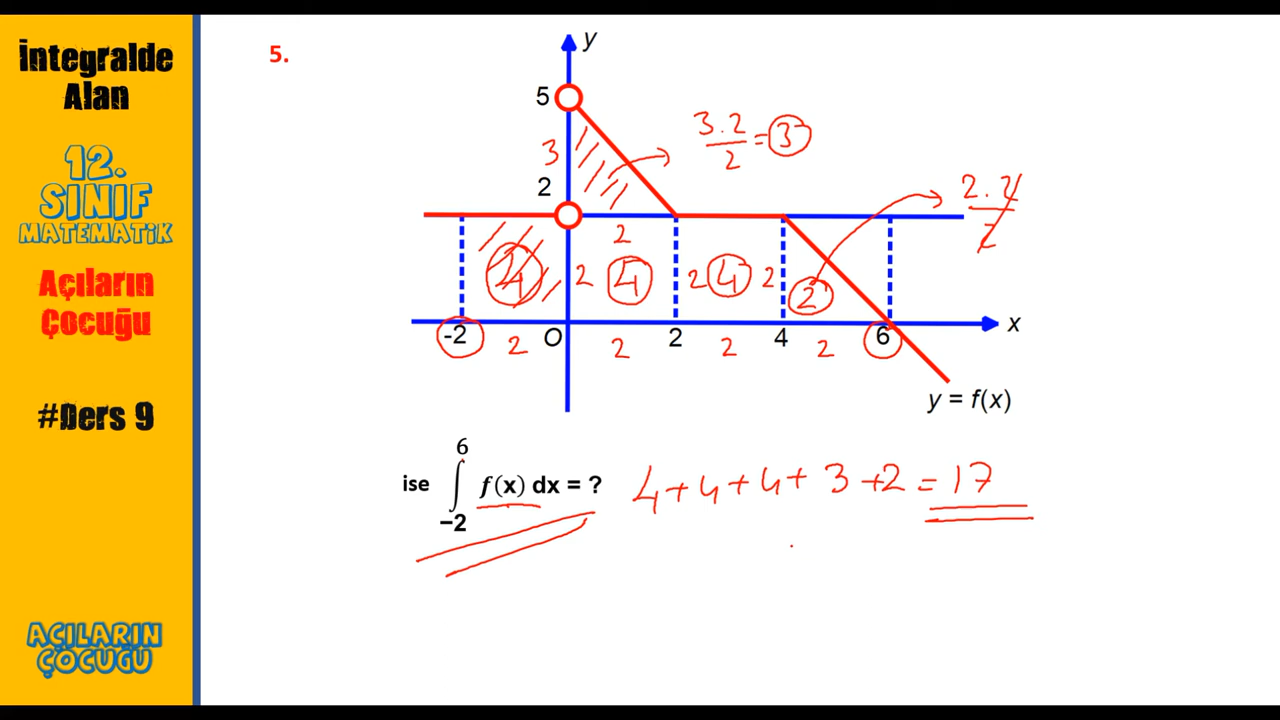 İntegralde
Alan
12.
SINIF
MATEMATİK
Açıların
Çocuğu
#Ders 9
AÇILARIN
ÇOCUĞU
5.
y
5
3
2
3.2/2 = 3
2.2/2
2
4
2
4
2
4
2
2
-2
2
O
2
2
2
4
2
6
x
y = f(x)
ise ∫₋₂⁶ f(x) dx = ? 4+4+4+3+2=17